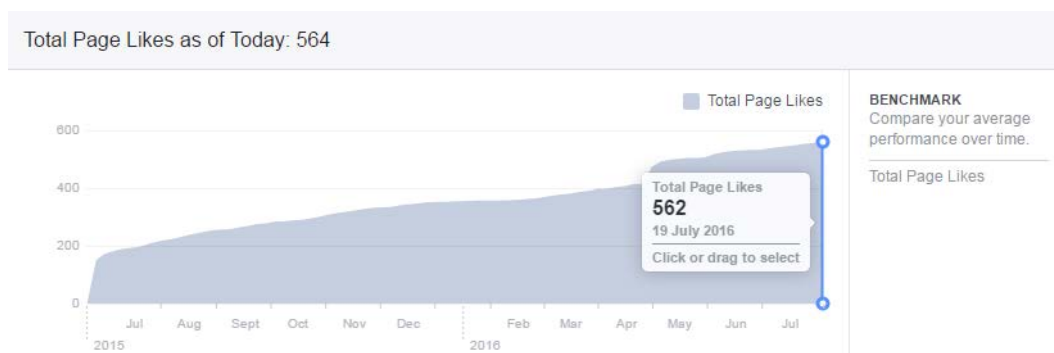 Total Page Likes as of Today: 564
Total Page Likes
BENCHMARK
Compare your average
performance over time.
Total Page Likes
600
400
200
0
Total Page Likes
562
19 July 2016
Click or drag to select
Jul Aug Sept Oct Nov Dec Feb Mar Apr May Jun Jul
2015 2016